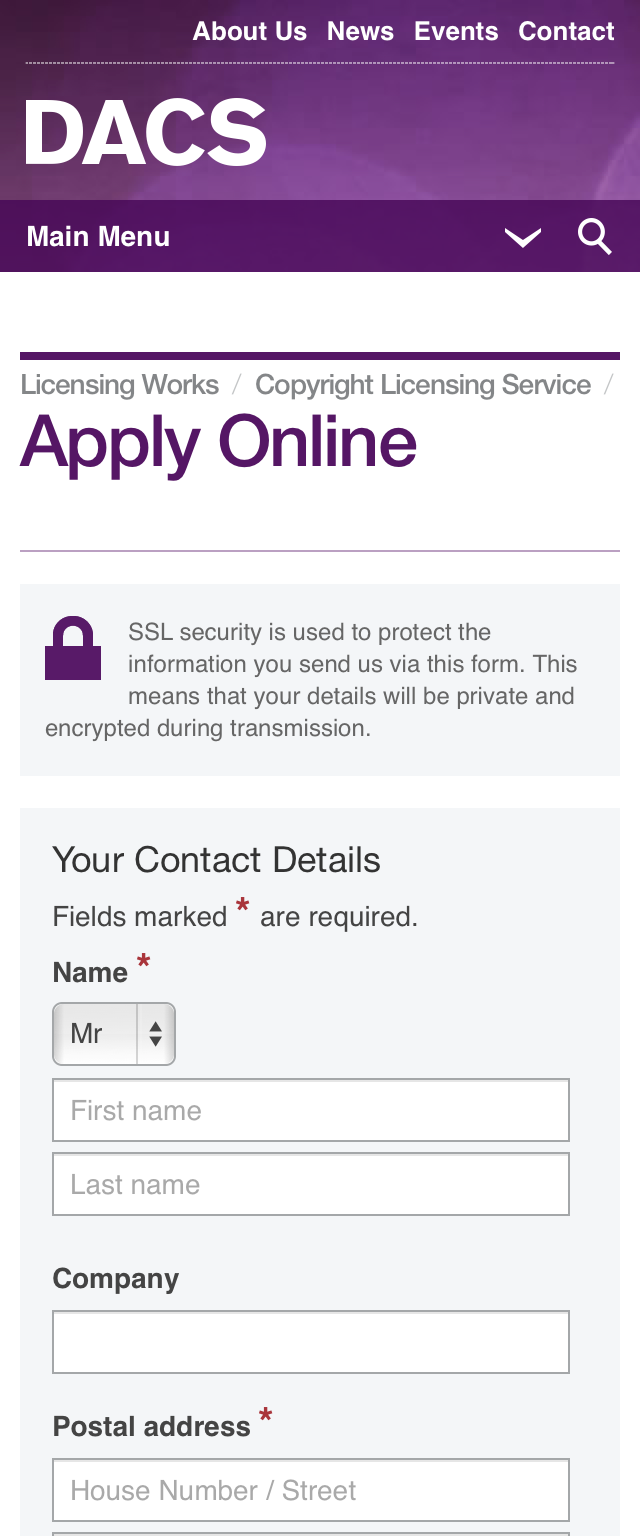 About Us News Events Contact
DACS
Main Menu
Licensing Works / Copyright Licensing Service /
Apply Online
SSL security is used to protect the
information you send us via this form. This
means that your details will be private and
encrypted during transmission.
Your Contact Details
Fields marked * are required.
Name *
Mr
First name
Last name
Company
Postal address *
House Number / Street